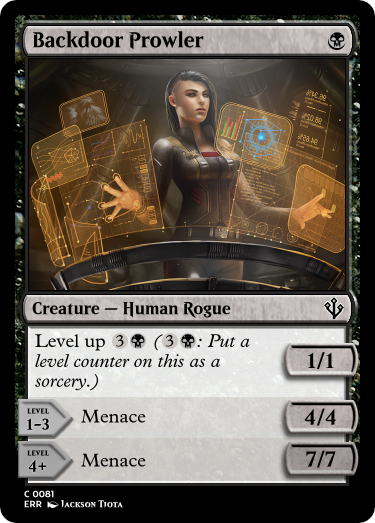 Backdoor Prowler
Creature — Human Rogue
Level up 3 ( 3 : Put a
level counter on this as a
sorcery.)
1/1
LEVEL
1-3
Menace
4/4
LEVEL
4+
Menace
7/7
C 0081
ERR Jackson Tjota